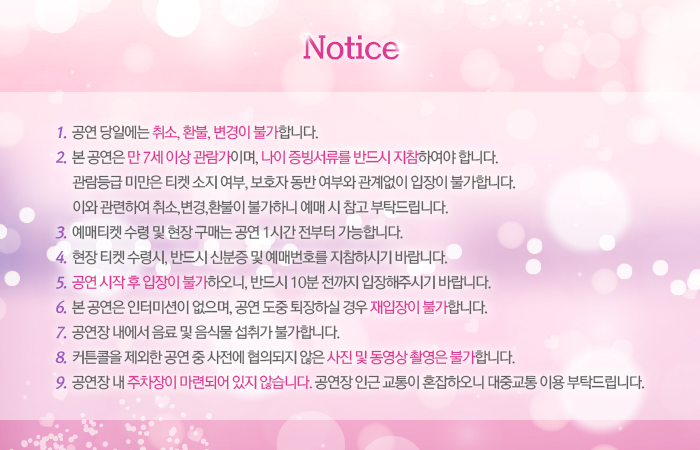 Notice
1. 공연 당일에는 취소, 환불, 변경이 불가합니다.
2. 본 공연은 만 7세 이상 관람가이며, 나이 증빙서류를 반드시 지참하여야 합니다.
관람등급 미만은 티켓 소지 여부, 보호자 동반 여부와 관계없이 입장이 불가합니다.
이와 관련하여 취소,변경,환불이 불가하니 예매 시 참고 부탁드립니다.
3. 예매티켓 수령 및 현장 구매는 공연 1시간 전부터 가능합니다.
4. 현장 티켓 수령시, 반드시 신분증 및 예매번호를 지참하시기 바랍니다.
5. 공연 시작 후 입장이 불가하오니, 반드시 10분 전까지 입장해주시기 바랍니다.
6. 본 공연은 인터미션이 없으며, 공연 도중 퇴장하실 경우 재입장이 불가합니다.
7. 공연장 내에서 음료 및 음식물 섭취가 불가합니다.
8. 커튼콜을 제외한 공연 중 사전에 협의되지 않은 사진 및 동영상 촬영은 불가합니다.
9. 공연장 내 주차장이 마련되어 있지 않습니다. 공연장 인근 교통이 혼잡하오니 대중교통 이용 부탁드립니다.